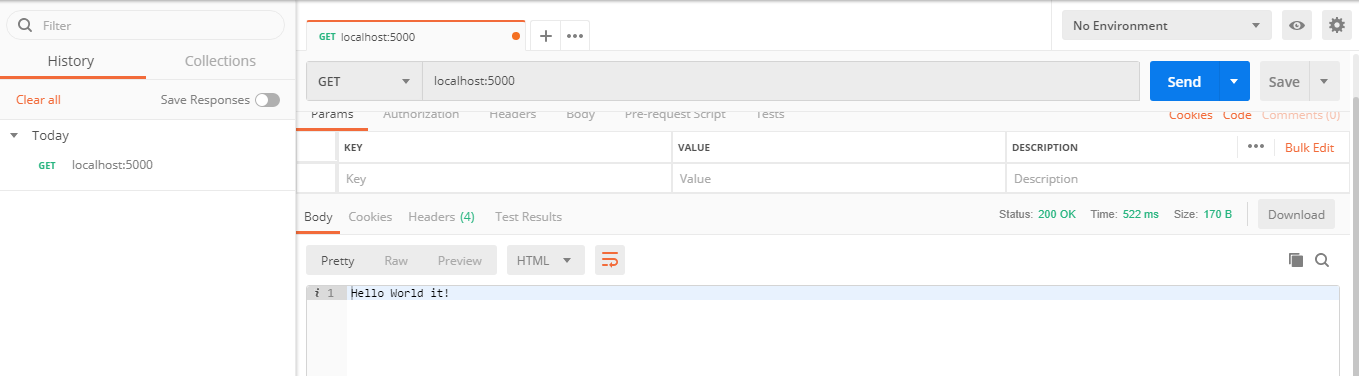 Filter
History Collections
Clear all Save Responses
Today
GET localhost:5000
GET localhost:5000
No Environment
GET localhost:5000 Send Save
Params Authorization Headers Body Pre-request Script Tests Cookies Code Comments (0)
KEY VALUE DESCRIPTION Bulk Edit
Key Value Description
Body Cookies Headers (4) Test Results Status: 200 OK Time: 522 ms Size: 170 B Download
Pretty Raw Preview HTML
i 1 Hello World it!